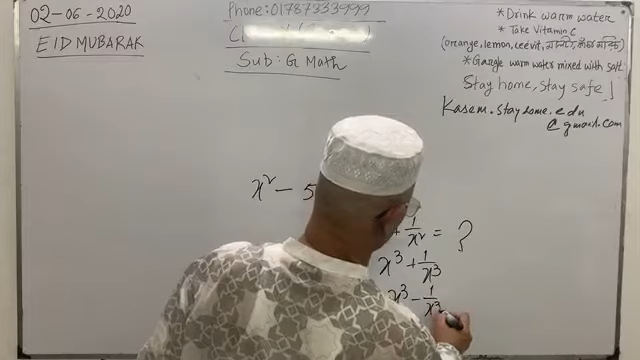 02-06-2020
EID MUBARAK
Phone: 01787333999
Cl
Sub: G Math
* Drink warm water
* Take Vitamin C
(orrange, lemon, ceevit,
* Gargle warm water mixed with salt
Stay home, stay safe]
Kasem.stayhome.edu
@gmail.com
x² - 5
+ 1/x² = ?
x³ + 1/x³
x³ - 1/x³